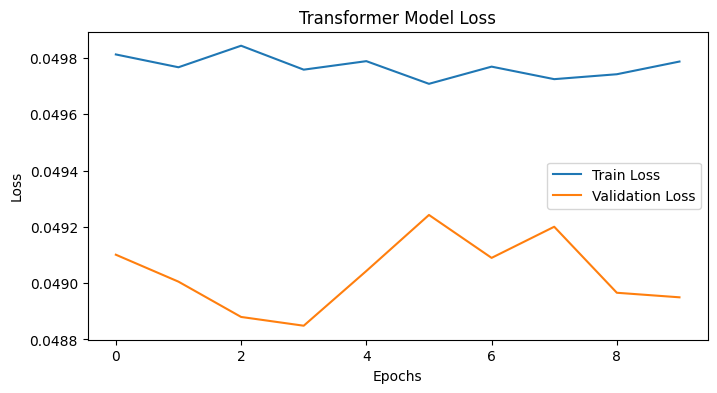 Transformer Model Loss
0.0498
0.0496
0.0494
0.0492
0.0490
0.0488
Loss
Train Loss
Validation Loss
0 2 4 6 8
Epochs